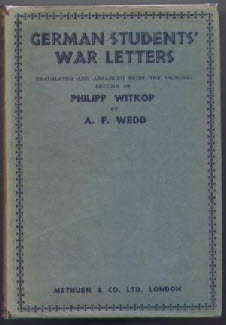 GERMAN STUDENTS'
WAR LETTERS
TRANSLATED AND ARRANGED FROM THE ORIGINAL
EDITION OF
PHILIPP WITKOP
BY
A. F. WEDD
METHUEN & CO. LTD. LONDON